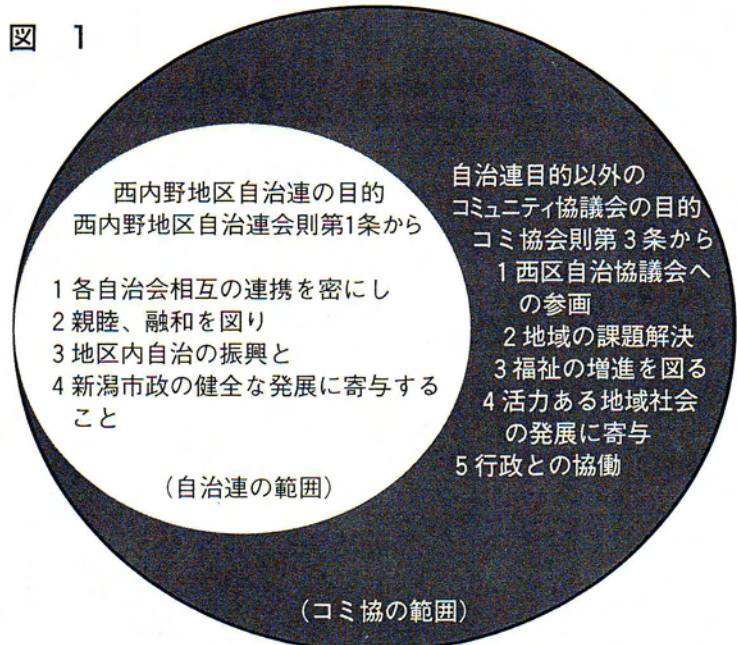 図 1
西内野地区自治連の目的
西内野地区自治連会則第1条から
1 各自治会相互の連携を密にし
2 親睦、融和を図り
3 地区内自治の振興と
4 新潟市政の健全な発展に寄与する
こと
(自治連の範囲)
自治連目的以外の
コミュニティ協議会の目的
コミ協会則第3条から
1 西区自治協議会へ
の参画
2 地域の課題解決
3 福祉の増進を図る
4 活力ある地域社会
の発展に寄与
5 行政との協働
(コミ協の範囲)